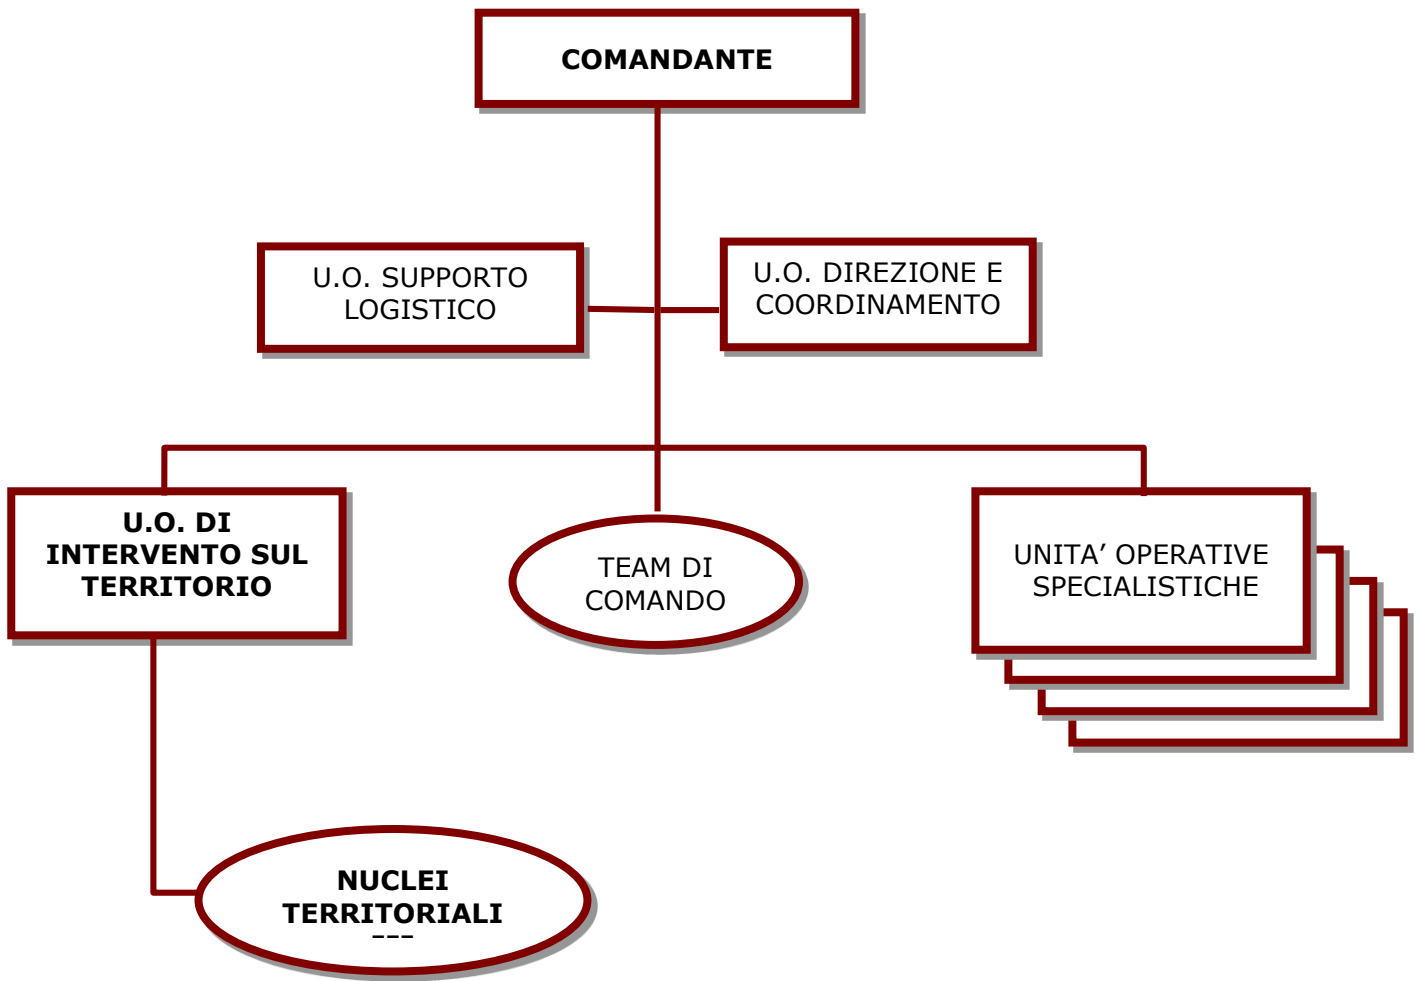 COMANDANTE
U.O. SUPPORTO
LOGISTICO
U.O. DIREZIONE E
COORDINAMENTO
U.O. DI
INTERVENTO SUL
TERRITORIO
TEAM DI
COMANDO
UNITA’ OPERATIVE
SPECIALISTICHE
NUCLEI
TERRITORIALI
---